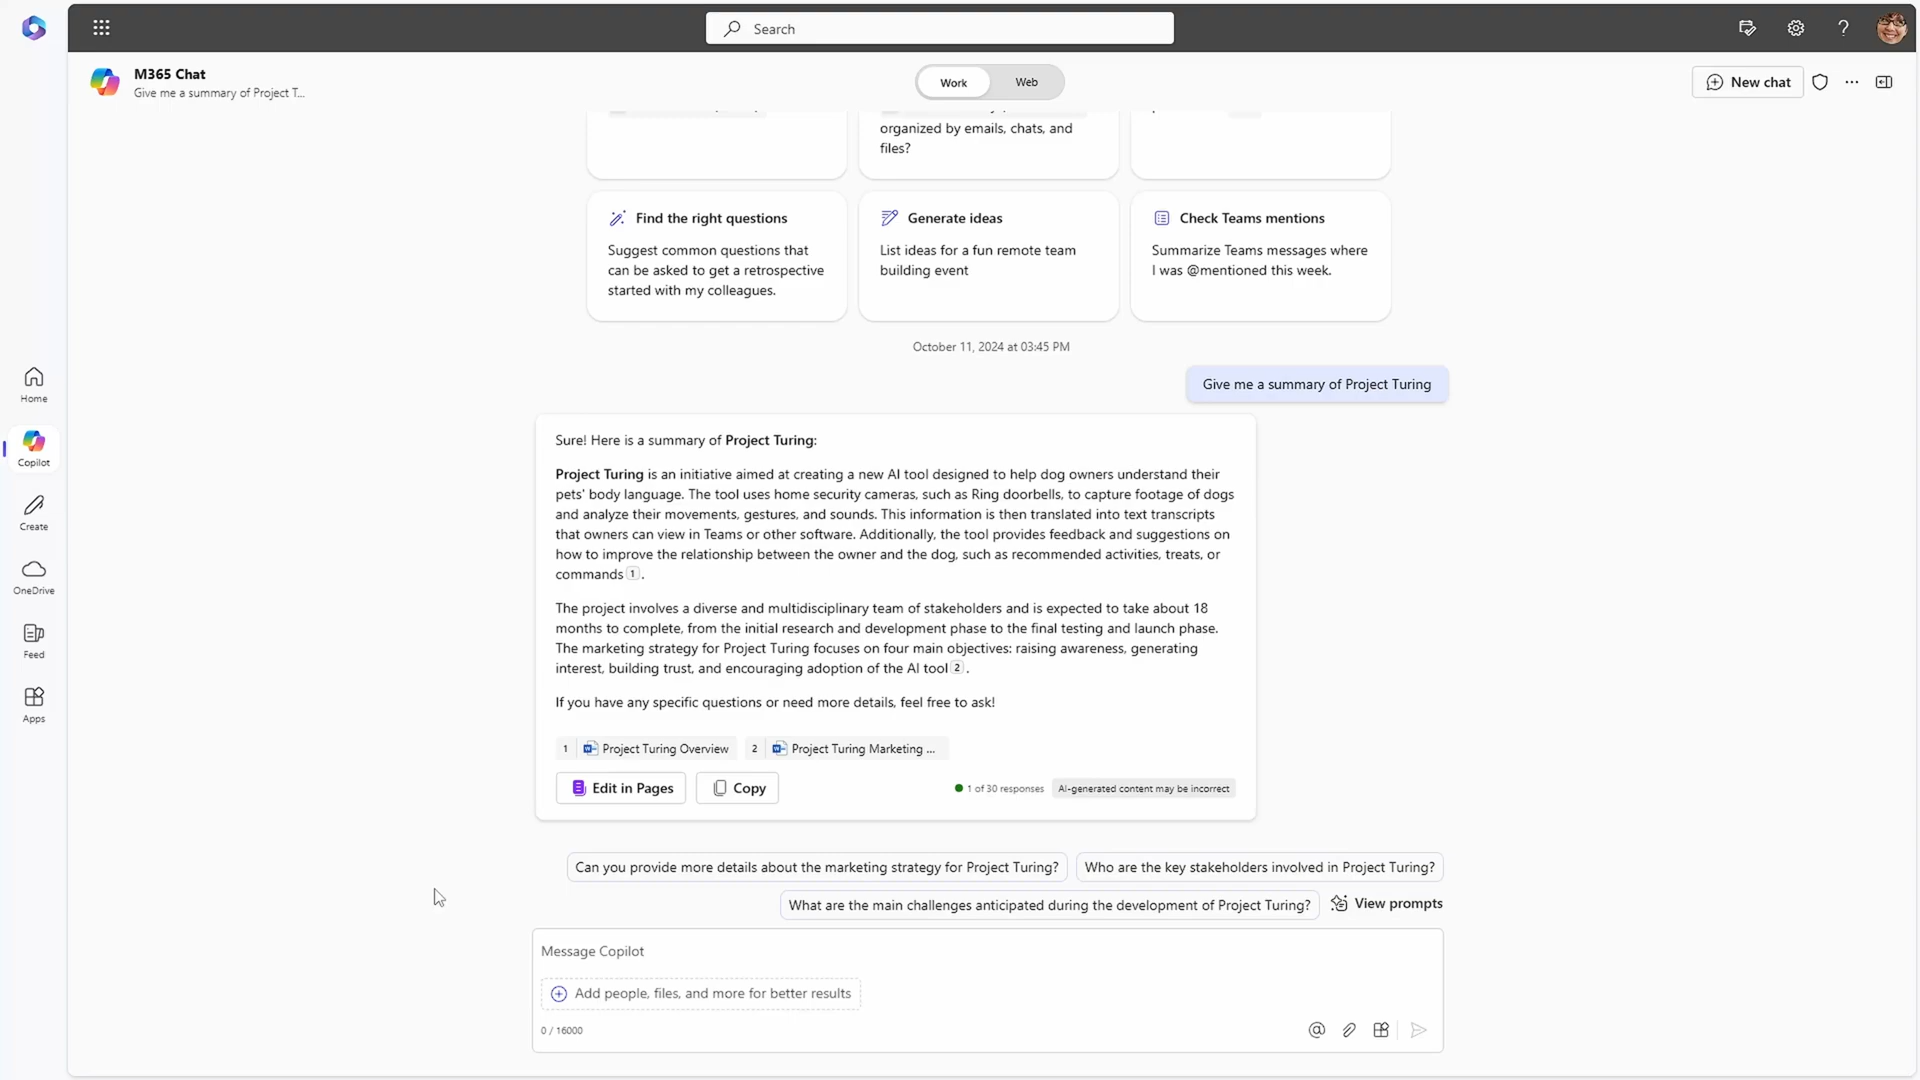 Search
M365 Chat
Give me a summary of Project T...
Work
Web
New chat
organized by emails, chats, and
files?
Find the right questions
Suggest common questions that
can be asked to get a retrospective
started with my colleagues.
Generate ideas
List ideas for a fun remote team
building event
Check Teams mentions
Summarize Teams messages where
I was @mentioned this week.
October 11, 2024 at 03:45 PM
Give me a summary of Project Turing
Home
Copilot
Create
OneDrive
Feed
Apps
Sure! Here is a summary of Project Turing:
Project Turing is an initiative aimed at creating a new AI tool designed to help dog owners understand their
pets' body language. The tool uses home security cameras, such as Ring doorbells, to capture footage of dogs
and analyze their movements, gestures, and sounds. This information is then translated into text transcripts
that owners can view in Teams or other software. Additionally, the tool provides feedback and suggestions on
how to improve the relationship between the owner and the dog, such as recommended activities, treats, or
commands 1.
The project involves a diverse and multidisciplinary team of stakeholders and is expected to take about 18
months to complete, from the initial research and development phase to the final testing and launch phase.
The marketing strategy for Project Turing focuses on four main objectives: raising awareness, generating
interest, building trust, and encouraging adoption of the AI tool 2.
If you have any specific questions or need more details, feel free to ask!
1 Project Turing Overview 2 Project Turing Marketing ...
Edit in Pages Copy 1 of 30 responses AI-generated content may be incorrect
Can you provide more details about the marketing strategy for Project Turing? Who are the key stakeholders involved in Project Turing?
What are the main challenges anticipated during the development of Project Turing? View prompts
Message Copilot
Add people, files, and more for better results
0 / 16000